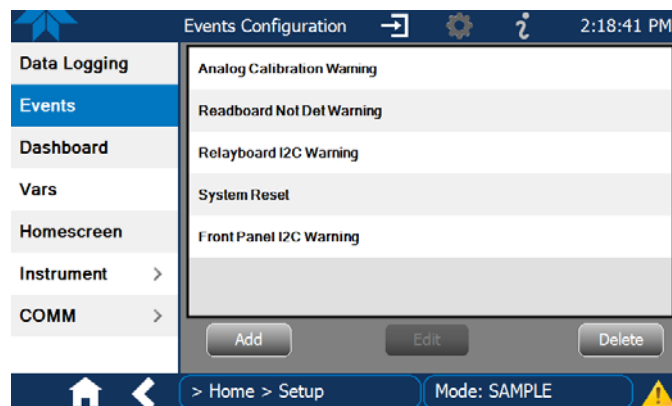 Events Configuration
2:18:41 PM
Data Logging
Events
Dashboard
Vars
Homescreen
Instrument >
COMM >
Analog Calibration Warning
Readboard Not Det Warning
Relayboard I2C Warning
System Reset
Front Panel I2C Warning
Add
Edit
Delete
> Home > Setup
Mode: SAMPLE